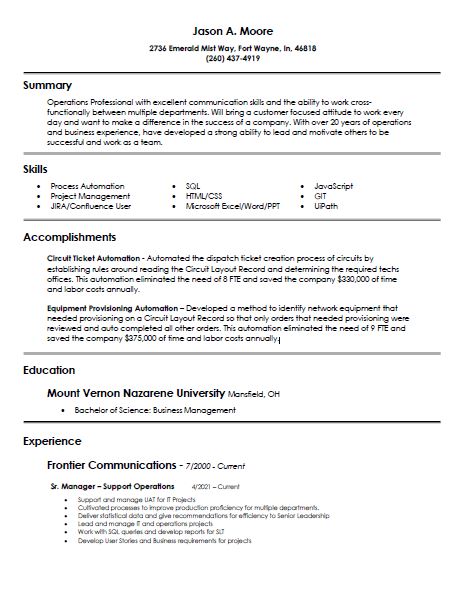 Jason A. Moore
2736 Emerald Mist Way, Fort Wayne, In, 46818
(260) 437-4919
Summary
Operations Professional with excellent communication skills and the ability to work cross-
functionally between multiple departments. Will bring a customer focused attitude to work every
day and want to make a difference in the success of a company. With over 20 years of operations
and business experience, have developed a strong ability to lead and motivate others to be
successful and work as a team.
Skills
• Process Automation • SQL • JavaScript
• Project Management • HTML/CSS • GIT
• JIRA/Confluence User • Microsoft Excel/Word/PPT • UiPath
Accomplishments
Circuit Ticket Automation - Automated the dispatch ticket creation process of circuits by
establishing rules around reading the Circuit Layout Record and determining the required techs
offices. This automation eliminated the need of 8 FTE and saved the company $330,000 of time
and labor costs annually.
Equipment Provisioning Automation – Developed a method to identify network equipment that
needed provisioning on a Circuit Layout Record so that only orders that needed provisioning were
reviewed and auto completed all other orders. This automation eliminated the need of 9 FTE and
saved the company $375,000 of time and labor costs annually.
Education
Mount Vernon Nazarene University Mansfield, OH
• Bachelor of Science: Business Management
Experience
Frontier Communications - 7/2000 - Current
Sr. Manager – Support Operations 4/2021 – Current
• Support and manage UAT for IT Projects
• Cultivated processes to improve production proficiency for multiple departments.
• Deliver statistical data and give recommendations for efficiency to Senior Leadership
• Lead and manage IT and operations projects
• Work with SQL queries and develop reports for SLT
• Develop User Stories and Business requirements for projects